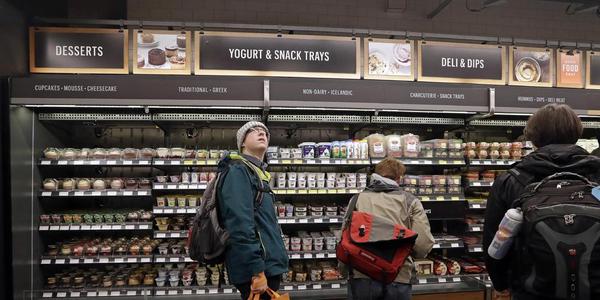 DESSERTS
YOGURT & SNACK TRAYS
DELI & DIPS
FOOD
CUPCAKES • MOUSSE • CHEESECAKE
TRADITIONAL • GREEK
NON-DAIRY • ICELANDIC
CHARCUTERIE • SNACK TRAYS
HUMMUS • DIPS • DELI MEAT